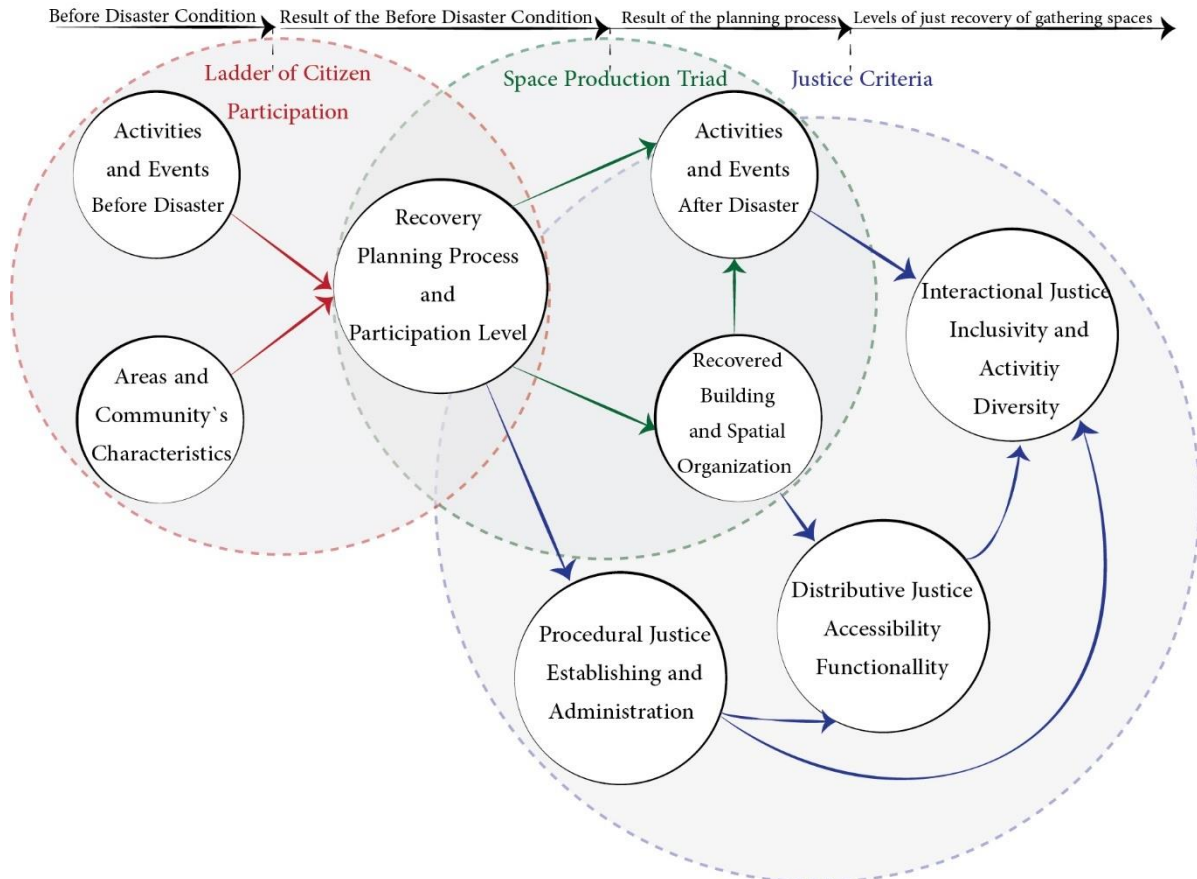 Before Disaster Condition
Result of the Before Disaster Condition
Result of the planning process
Levels of just recovery of gathering spaces
Ladder of Citizen
Participation
Space Production Triad
Justice Criteria
Activities
and Events
Before Disaster
Areas and
Community`s
Characteristics
Recovery
Planning Process
and
Participation Level
Activities
and Events
After Disaster
Recovered
Building
and Spatial
Organization
Interactional Justice
Inclusivity and
Activitiy
Diversity
Distributive Justice
Accessibility
Functionallity
Procedural Justice
Establishing and
Administration